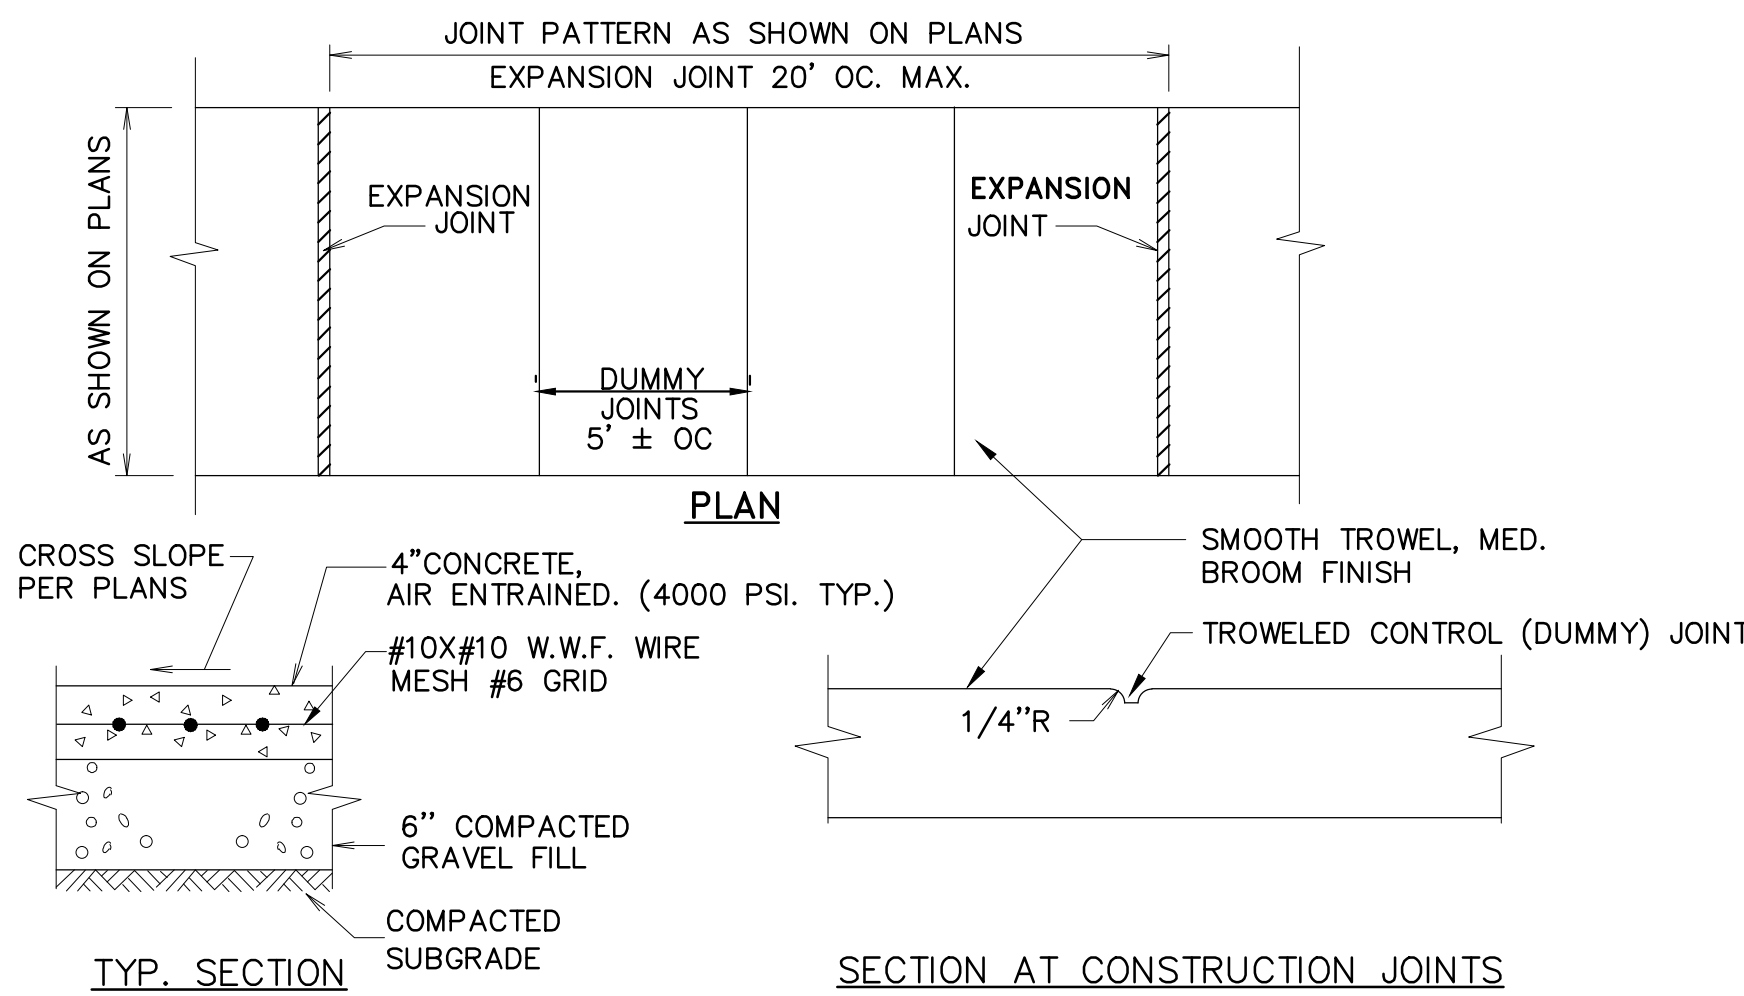 JOINT PATTERN AS SHOWN ON PLANS
EXPANSION JOINT 20' OC. MAX.
AS SHOWN ON PLANS
EXPANSION
JOINT
EXPANSION
JOINT
DUMMY
JOINTS
5' ± OC
PLAN
CROSS SLOPE
PER PLANS
4"CONCRETE,
AIR ENTRAINED. (4000 PSI. TYP.)
#10X#10 W.W.F. WIRE
MESH #6 GRID
6" COMPACTED
GRAVEL FILL
COMPACTED
SUBGRADE
TYP. SECTION
SMOOTH TROWEL, MED.
BROOM FINISH
TROWELED CONTROL (DUMMY) JOINT
1/4"R
SECTION AT CONSTRUCTION JOINTS